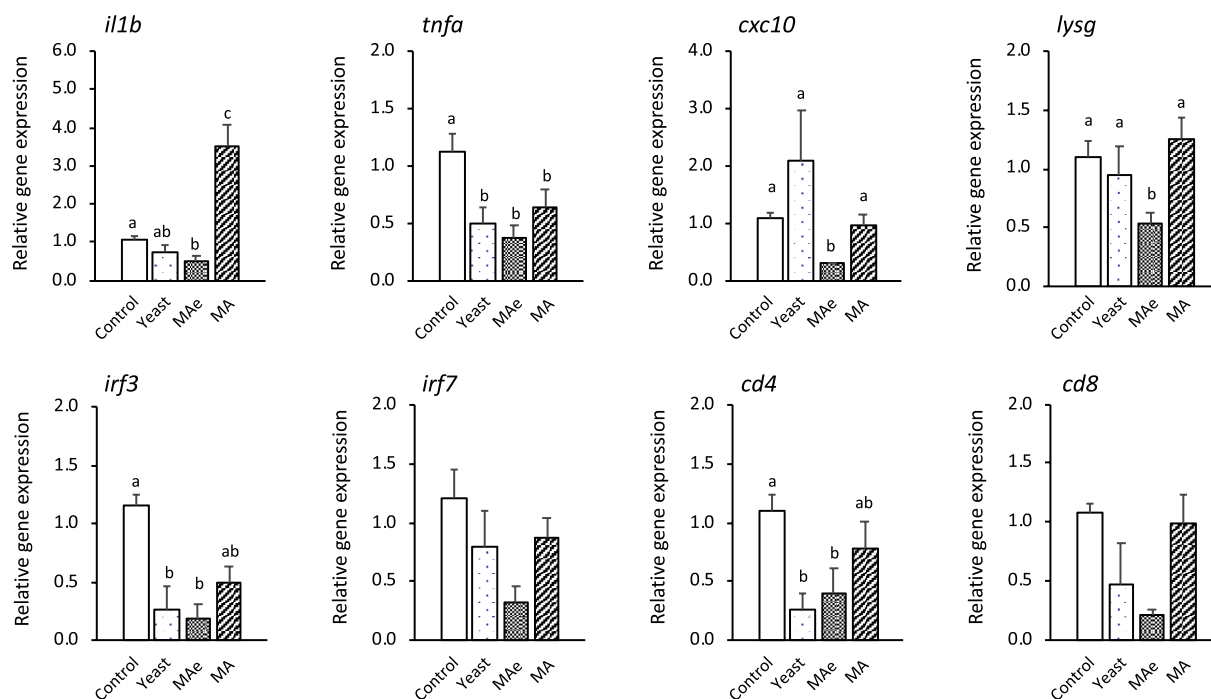 il1b
Relative gene expression
6.0
5.0
4.0
3.0
2.0
1.0
0.0
a
ab
b
c
Control
Yeast
MAe
MA
tnfa
Relative gene expression
2.0
1.5
1.0
0.5
0.0
a
b
b
b
Control
Yeast
MAe
MA
cxc10
Relative gene expression
4.0
3.0
2.0
1.0
0.0
a
a
b
a
Control
Yeast
MAe
MA
lysg
Relative gene expression
2.0
1.5
1.0
0.5
0.0
a
a
b
a
Control
Yeast
MAe
MA
irf3
Relative gene expression
2.0
1.5
1.0
0.5
0.0
a
b
b
ab
Control
Yeast
MAe
MA
irf7
Relative gene expression
2.0
1.5
1.0
0.5
0.0
Control
Yeast
MAe
MA
cd4
Relative gene expression
2.0
1.5
1.0
0.5
0.0
a
b
b
ab
Control
Yeast
MAe
MA
cd8
Relative gene expression
2.0
1.5
1.0
0.5
0.0
Control
Yeast
MAe
MA